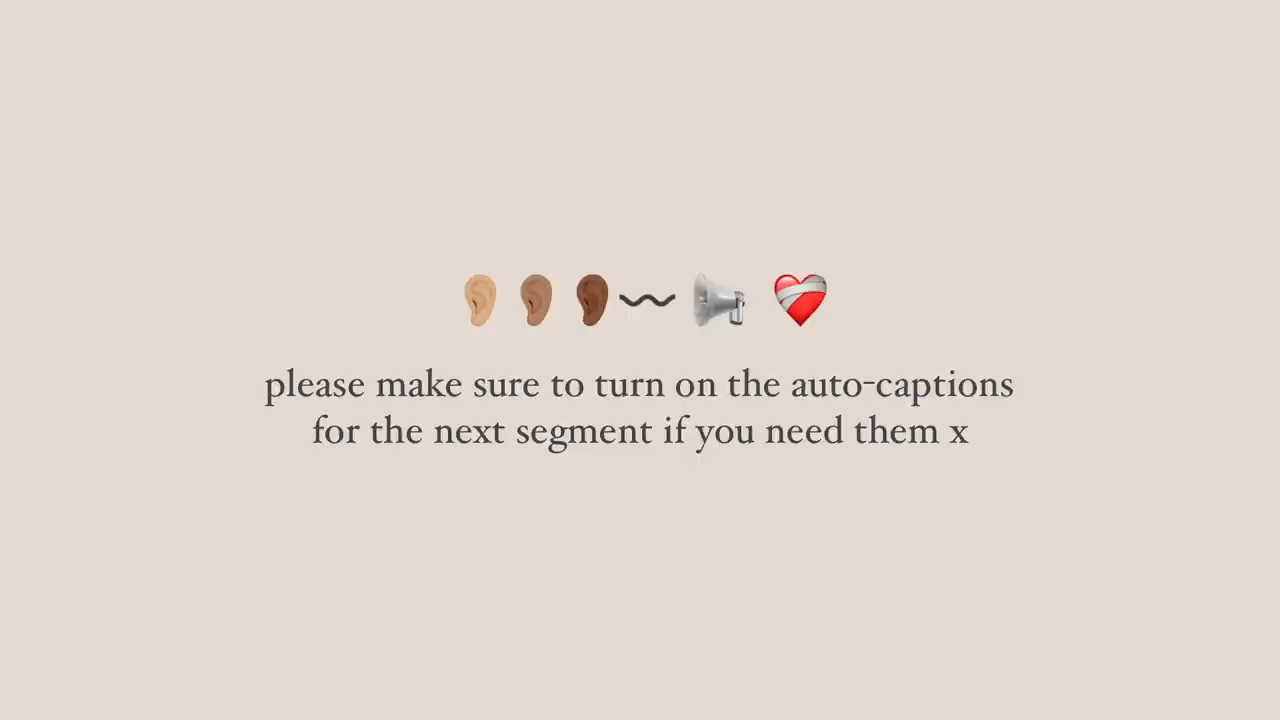 please make sure to turn on the auto-captions
for the next segment if you need them x